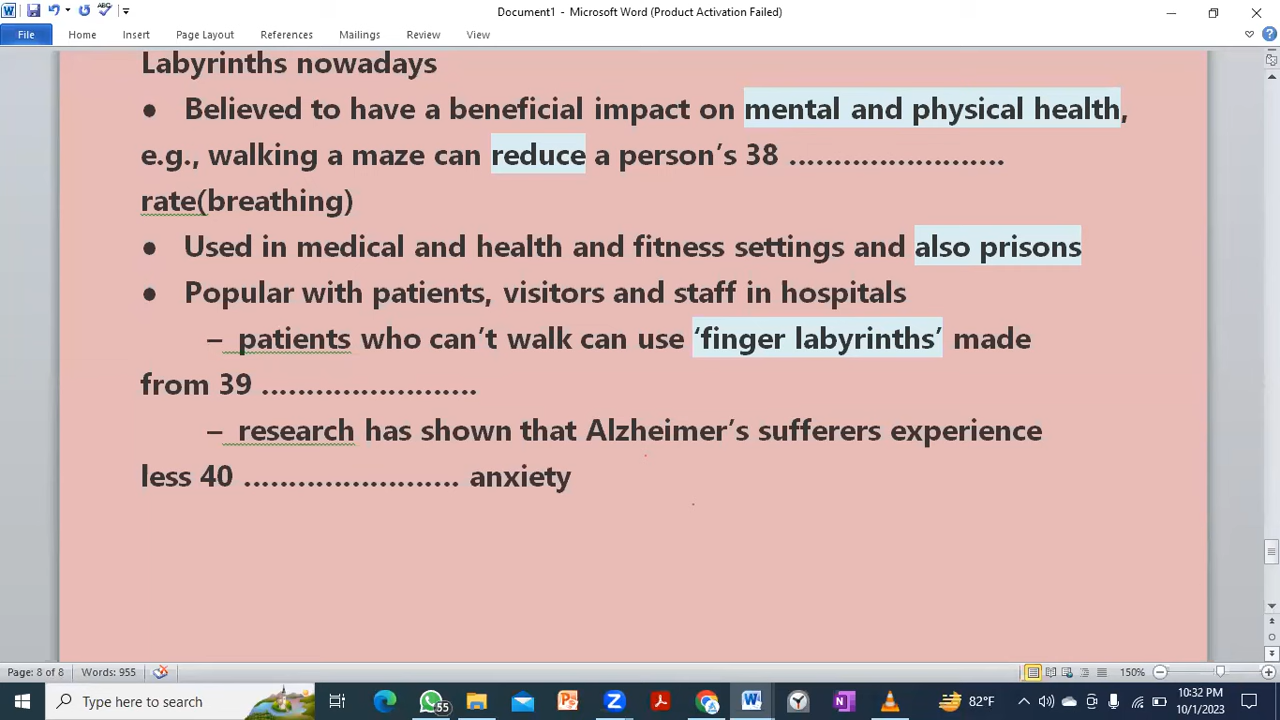 Document1 - Microsoft Word (Product Activation Failed)
File Home Insert Page Layout References Mailings Review View
Labyrinths nowadays
● Believed to have a beneficial impact on mental and physical health,
e.g., walking a maze can reduce a person’s 38 ……………………
rate(breathing)
● Used in medical and health and fitness settings and also prisons
● Popular with patients, visitors and staff in hospitals
– patients who can’t walk can use ‘finger labyrinths’ made
from 39 ……………………
– research has shown that Alzheimer’s sufferers experience
less 40 …………………… anxiety
Page: 8 of 8 Words: 955 150%
Type here to search 55 82°F 10:32 PM
10/1/2023